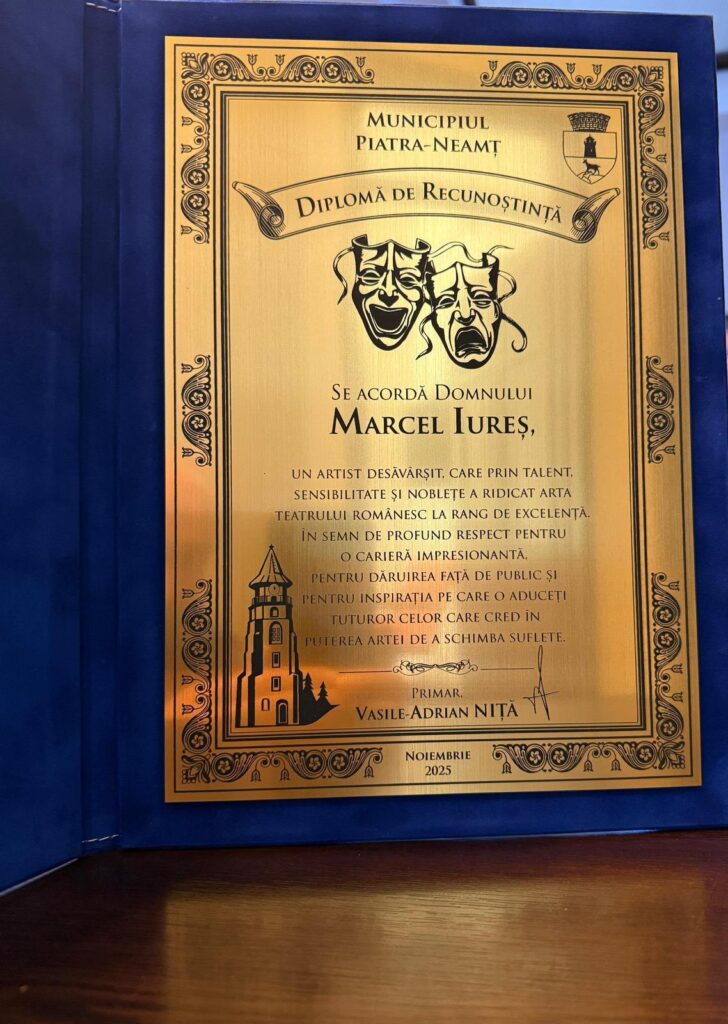 Municipiul
Piatra-Neamț
Diplomă de Recunoștință
Se acordă Domnului
Marcel Iureș,
un artist desăvârșit, care prin talent,
sensibilitate și noblețe a ridicat arta
teatrului românesc la rang de excelență.
În semn de profund respect pentru
o carieră impresionantă,
pentru dăruirea față de public și
pentru inspirația pe care o aduceți
tuturor celor care cred în
puterea artei de a schimba suflete.
Primar,
Vasile-Adrian NIȚĂ
Noiembrie
2025